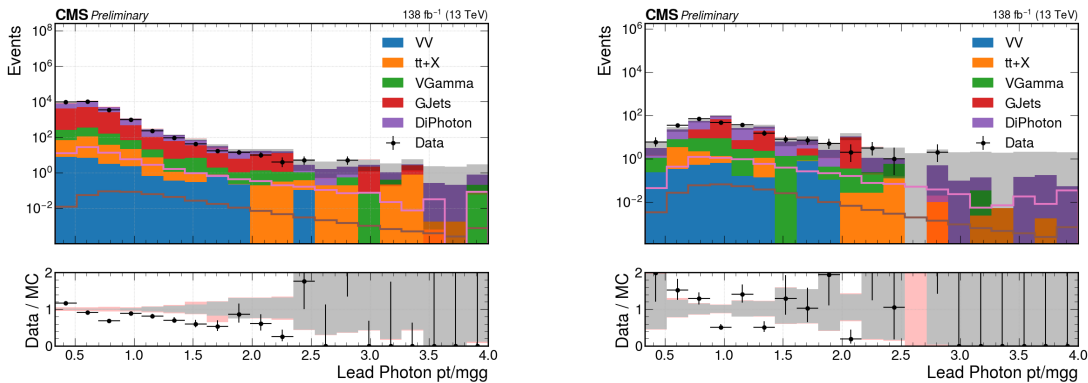 CMS Preliminary 138 fb⁻¹ (13 TeV)
Events
10⁸
10⁶
10⁴
10²
10⁰
10⁻²
VV
tt+X
VGamma
GJets
DiPhoton
Data
Data / MC
2
1
0
0.5 1.0 1.5 2.0 2.5 3.0 3.5 4.0
Lead Photon pt/mgg
CMS Preliminary 138 fb⁻¹ (13 TeV)
Events
10⁶
10⁴
10²
10⁰
10⁻²
VV
tt+X
VGamma
GJets
DiPhoton
Data
Data / MC
2
1
0
0.5 1.0 1.5 2.0 2.5 3.0 3.5 4.0
Lead Photon pt/mgg